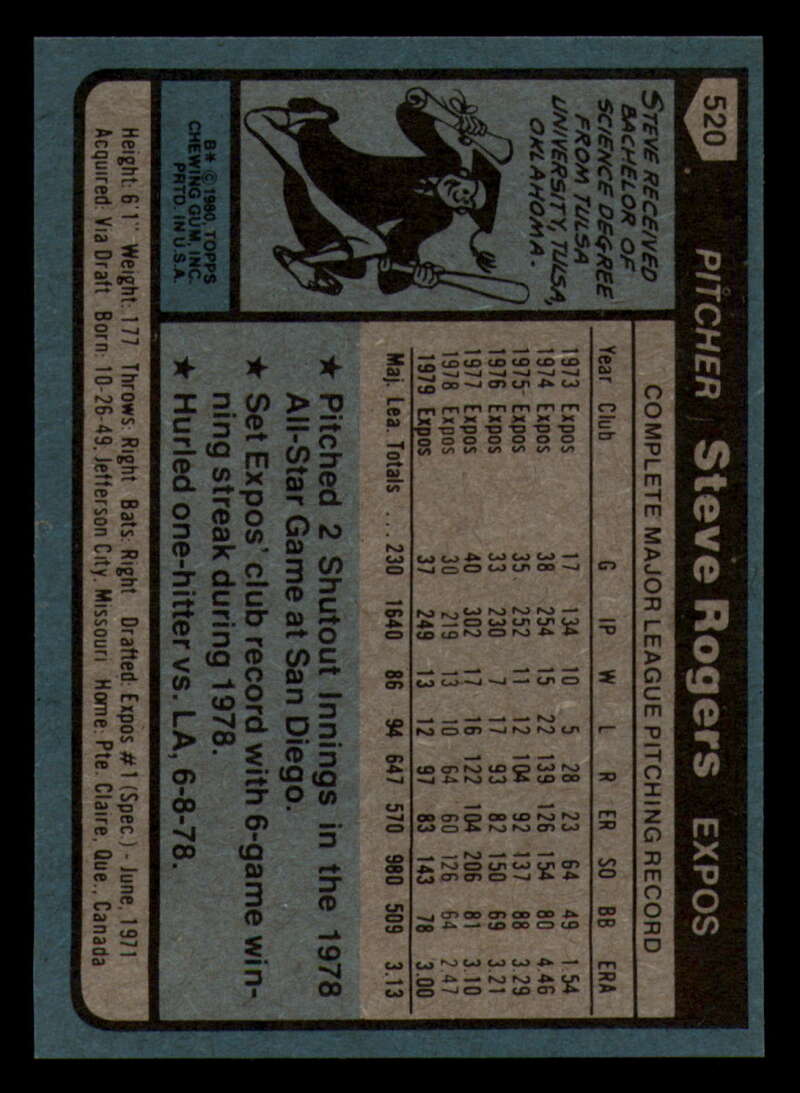 520 PITCHER Steve Rogers EXPOS
STEVE RECEIVED
BACHELOR OF
SCIENCE DEGREE
FROM TULSA
UNIVERSITY, TULSA,
OKLAHOMA.
B* © 1980, TOPPS
CHEWING GUM, INC.
PRTD. IN U.S.A.
COMPLETE MAJOR LEAGUE PITCHING RECORD
Year Club G IP W L R ER SO BB ERA
1973 Expos 17 134 10 5 28 23 64 49 1.54
1974 Expos 38 254 15 22 139 126 154 80 4.46
1975 Expos 35 252 11 12 104 92 137 88 3.29
1976 Expos 33 230 7 17 93 82 150 69 3.21
1977 Expos 40 302 17 16 122 104 206 81 3.10
1978 Expos 30 219 13 10 64 60 126 64 2.47
1979 Expos 37 249 13 12 97 83 143 78 3.00
Maj. Lea. Totals ... 230 1640 86 94 647 570 980 509 3.13
★ Pitched 2 Shutout Innings in the 1978
All-Star Game at San Diego.
★ Set Expos' club record with 6-game win-
ning streak during 1978.
★ Hurled one-hitter vs. LA, 6-8-78.
Height: 6'1" Weight: 177 Throws: Right Bats: Right Drafted: Expos #1 (Spec.) - June, 1971
Acquired: Via Draft Born: 10-26-49, Jefferson City, Missouri Home: Pte. Claire, Que., Canada